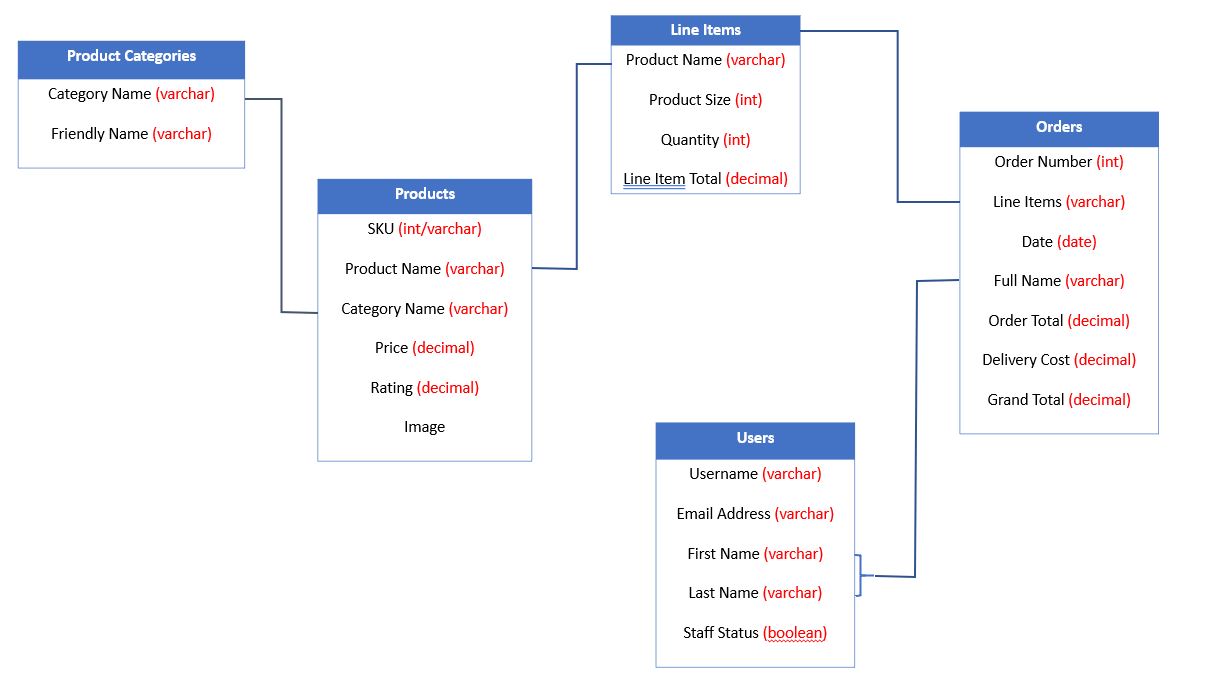 Product Categories
Category Name (varchar)
Friendly Name (varchar)
Products
SKU (int/varchar)
Product Name (varchar)
Category Name (varchar)
Price (decimal)
Rating (decimal)
Image
Line Items
Product Name (varchar)
Product Size (int)
Quantity (int)
Line Item Total (decimal)
Orders
Order Number (int)
Line Items (varchar)
Date (date)
Full Name (varchar)
Order Total (decimal)
Delivery Cost (decimal)
Grand Total (decimal)
Users
Username (varchar)
Email Address (varchar)
First Name (varchar)
Last Name (varchar)
Staff Status (boolean)